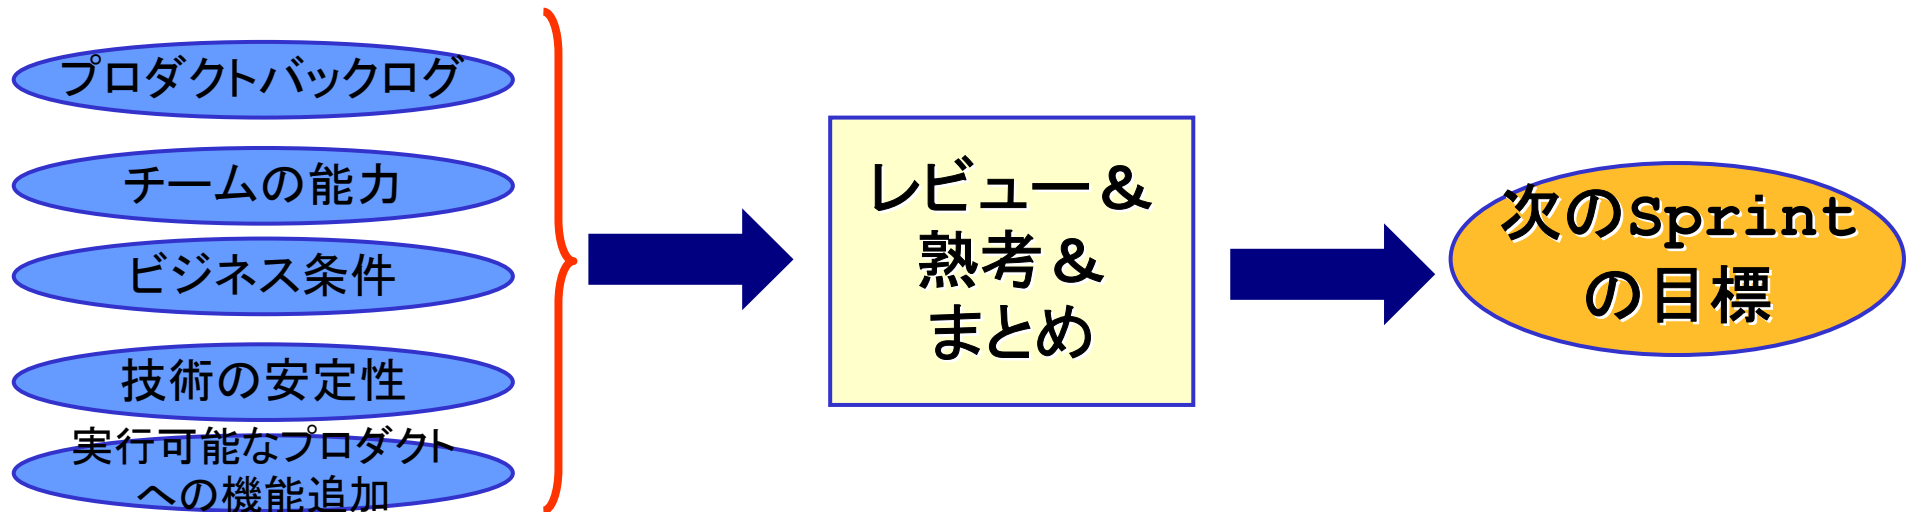 プロダクトバックログ
チームの能力
ビジネス条件
技術の安定性
実行可能なプロダクト
への機能追加
レビュー＆
熟考＆
まとめ
次のSprint
の目標